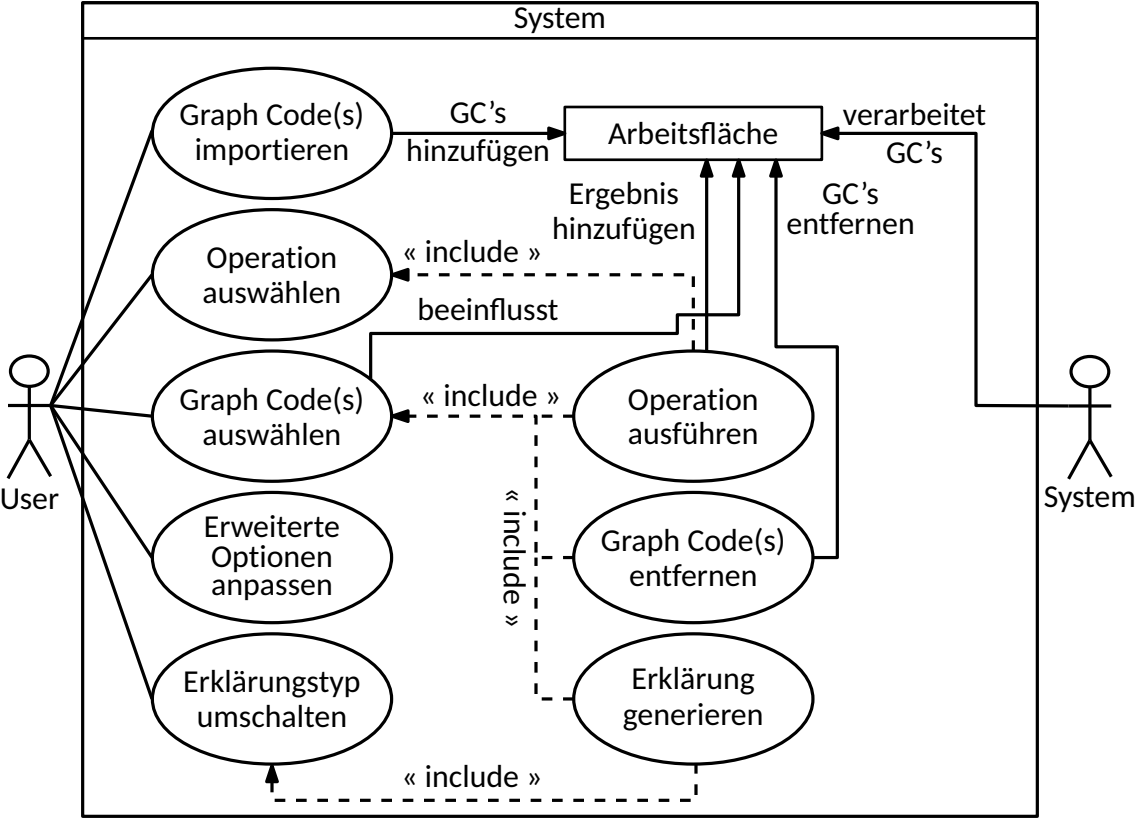 System
Graph Code(s)
importieren
GC’s
hinzufügen
Arbeitsfläche
verarbeitet
GC’s
Ergebnis
hinzufügen
GC’s
entfernen
Operation
auswählen
« include »
beeinflusst
Graph Code(s)
auswählen
« include »
Operation
ausführen
User
System
Erweiterte
Optionen
anpassen
« include »
Graph Code(s)
entfernen
Erklärungstyp
umschalten
Erklärung
generieren
« include »